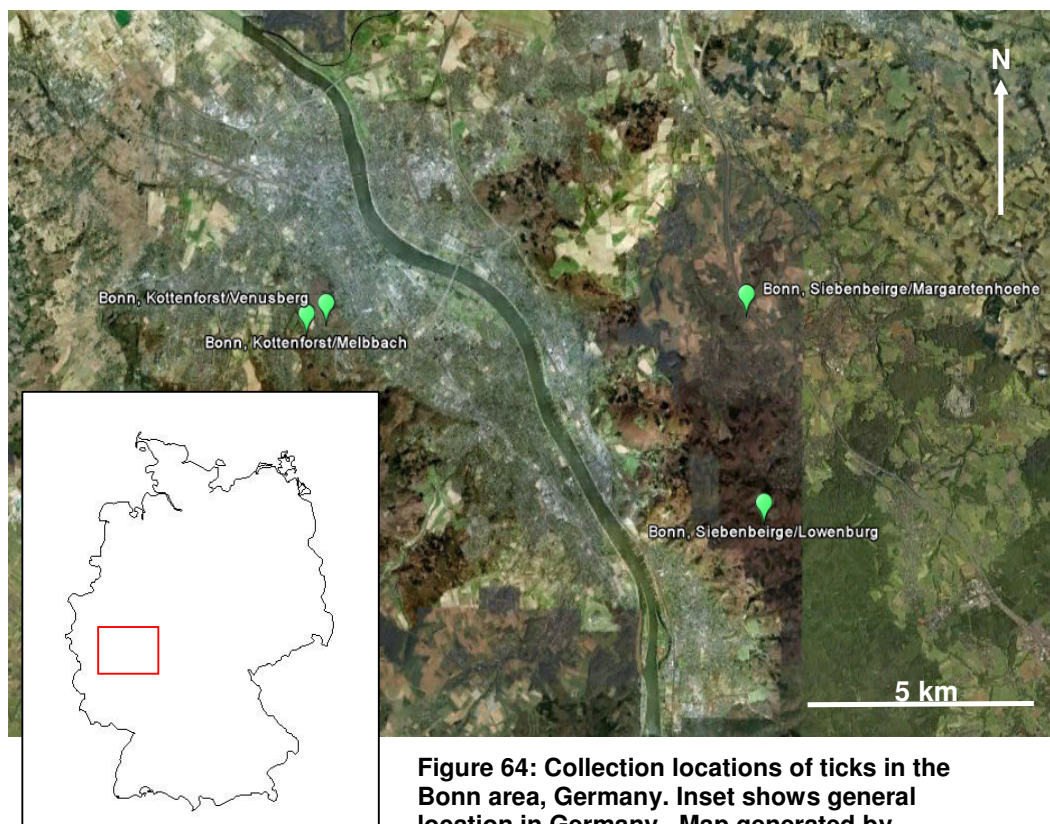 N
Bonn, Kottenforst/Venusberg
Bonn, Siebenbeirge/Margaretenhoehe
Bonn, Kottenforst/Melbbach
Bonn, Siebenbeirge/Lowenburg
5 km
Figure 64: Collection locations of ticks in the
Bonn area, Germany. Inset shows general
location in Germany. Map generated by